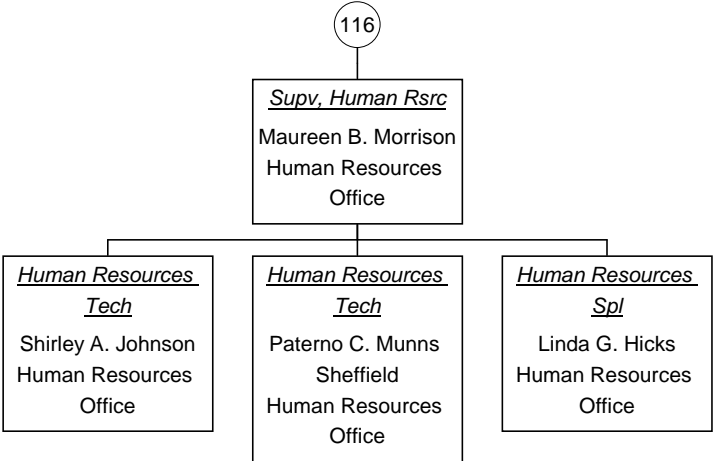 116
Supv, Human Rsrc
Maureen B. Morrison
Human Resources
Office
Human Resources
Tech
Shirley A. Johnson
Human Resources
Office
Human Resources
Tech
Paterno C. Munns
Sheffield
Human Resources
Office
Human Resources
Spl
Linda G. Hicks
Human Resources
Office